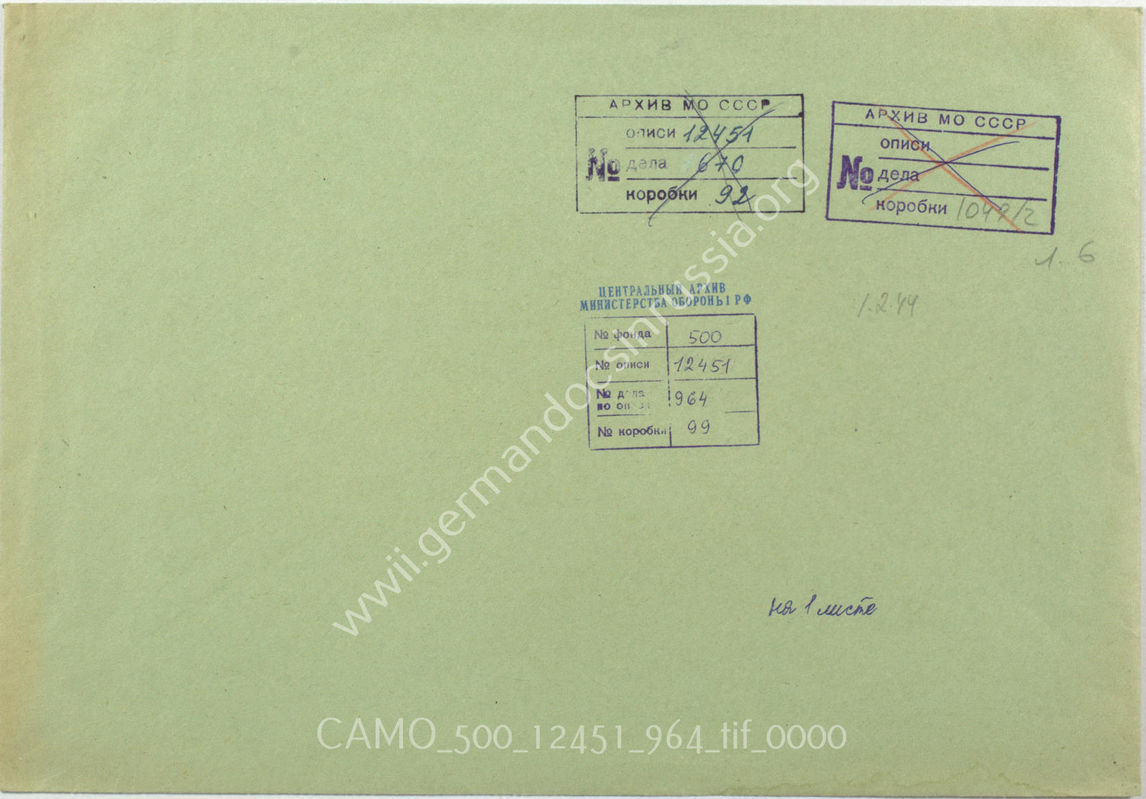 АРХИВ МО СССР
описи 12451
№ дела 670
коробки 92
АРХИВ МО СССР
описи
№ дела
коробки 1049/2
1. 6
1.2.44
ЦЕНТРАЛЬНЫЙ АРХИВ
МИНИСТЕРСТВА ОБОРОНЫ РФ
№ фонда 500
№ описи 12451
№ дела по описи 964
№ коробки 99
на 1 листе
wwii.germandocsinrussia.org
CAMO_500_12451_964_tif_0000